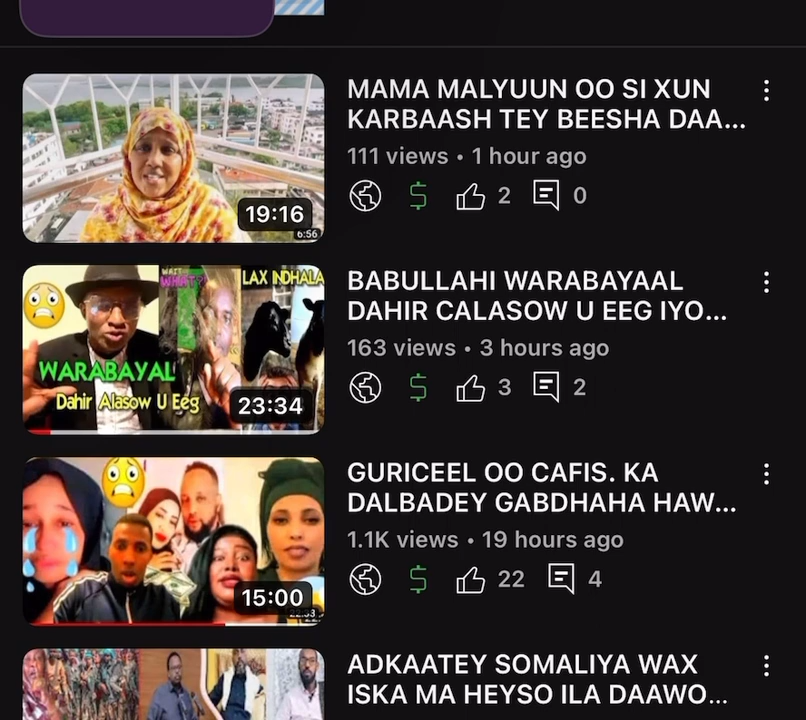 MAMA MALYUUN OO SI XUN
KARBAASH TEY BEESHA DAA...
111 views • 1 hour ago
2 0
19:16
6:56
BABULLAHI WARABAYAAL
DAHIR CALASOW U EEG IYO...
163 views • 3 hours ago
3 2
WAIT WHAT?!
LAX INDHALA
WARABAYAL
Dahir Alasow U Eeg
23:34
GURICEEL OO CAFIS. KA
DALBADEY GABDHAHA HAW...
1.1K views • 19 hours ago
22 4
15:00
ADKAATEY SOMALIYA WAX
ISKA MA HEYSO ILA DAAWO...